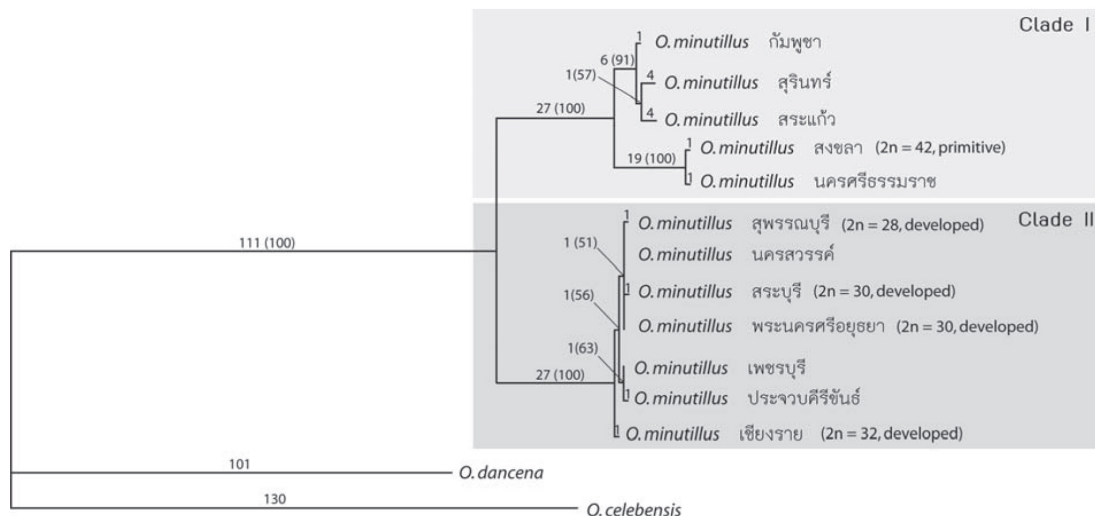 Clade I
1
O. minutillus กัมพูชา
6 (91)
1(57)
4
O. minutillus สุรินทร์
27 (100)
4
O. minutillus สระแก้ว
1
O. minutillus สงขลา (2n = 42, primitive)
19 (100)
1
O. minutillus นครศรีธรรมราช
Clade II
1
O. minutillus สุพรรณบุรี (2n = 28, developed)
1 (51)
111 (100)
O. minutillus นครสวรรค์
1
O. minutillus สระบุรี (2n = 30, developed)
1(56)
O. minutillus พระนครศรีอยุธยา (2n = 30, developed)
1(63)
O. minutillus เพชรบุรี
27 (100)
1
O. minutillus ประจวบคีรีขันธ์
1
O. minutillus เชียงราย (2n = 32, developed)
101
O. dancena
130
O. celebensis